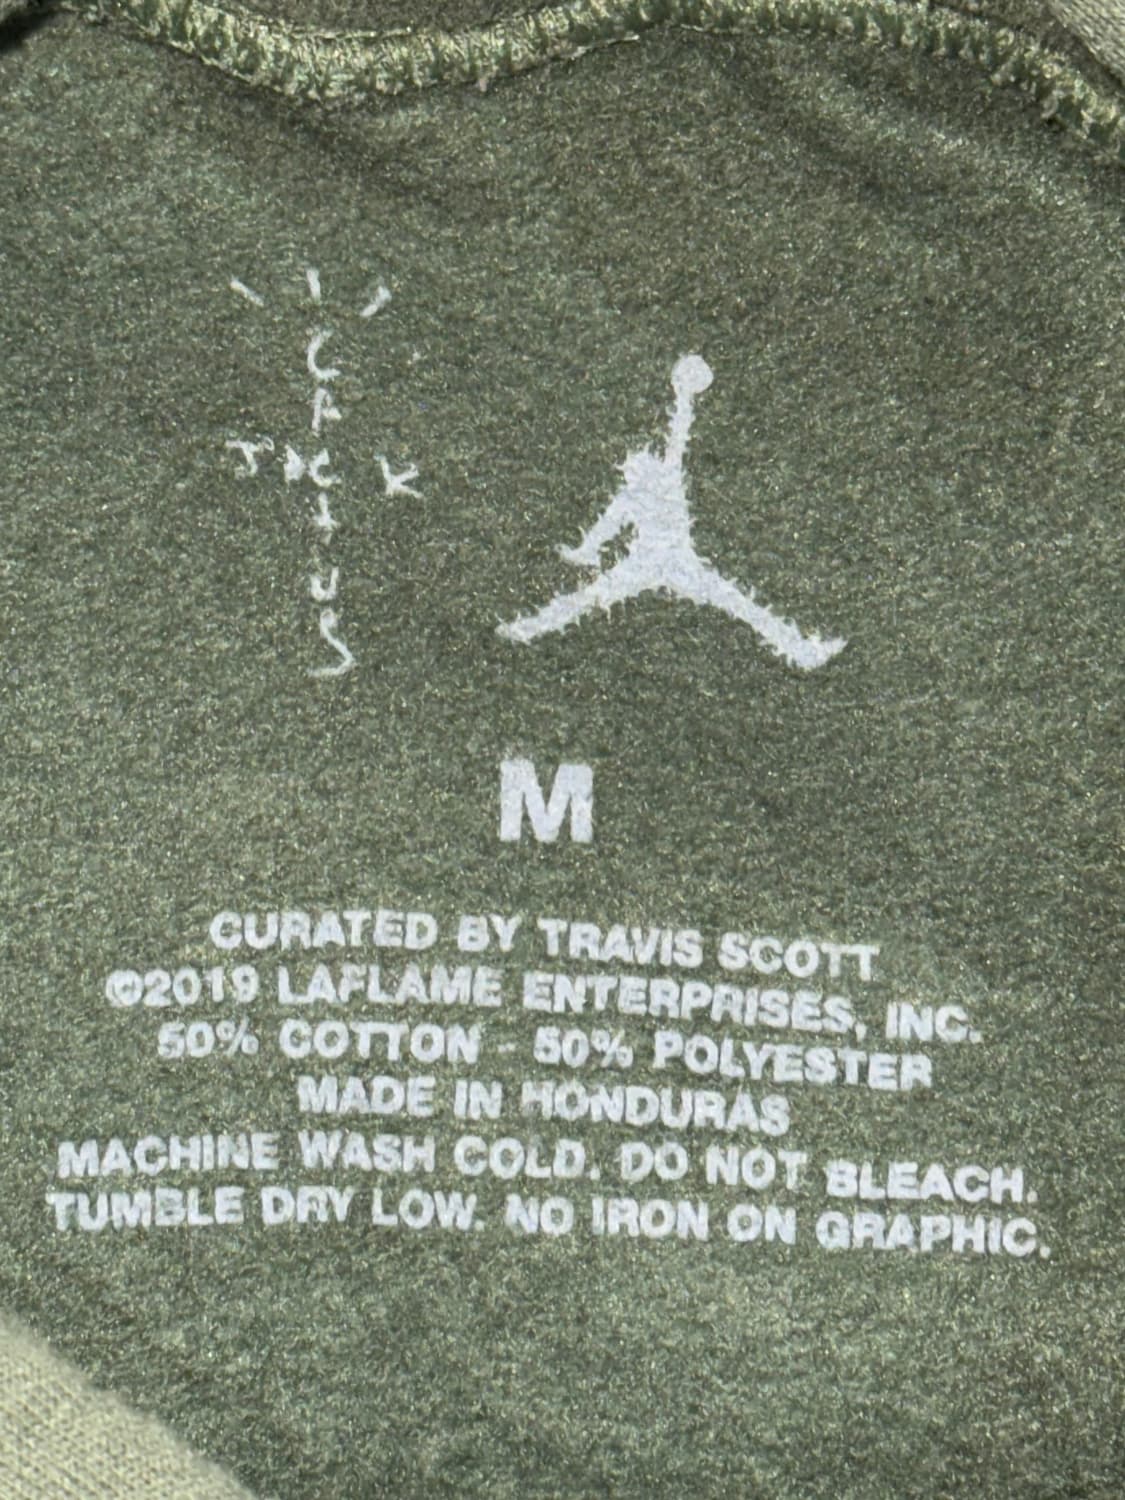 CACTUS
JACK
M
CURATED BY TRAVIS SCOTT
©2019 LAFLAME ENTERPRISES, INC.
50% COTTON - 50% POLYESTER
MADE IN HONDURAS
MACHINE WASH COLD. DO NOT BLEACH.
TUMBLE DRY LOW. NO IRON ON GRAPHIC.